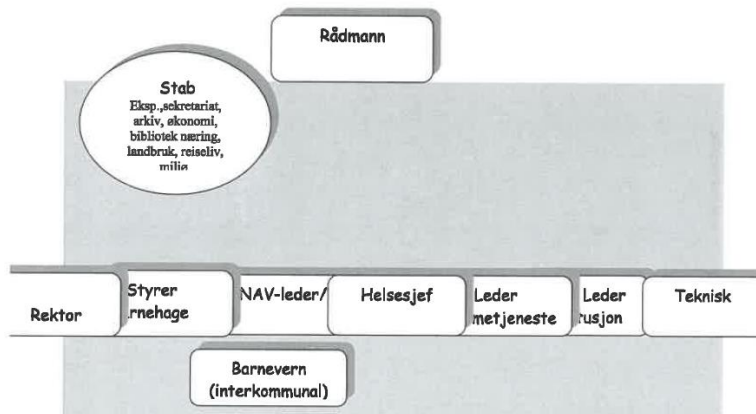 Rådmann
Stab
Eksp.,sekretariat,
arkiv, økonomi,
bibliotek næring,
landbruk, reiseliv,
miljø
Rektor
Styrer
rnehage
NAV-leder/
Helsesjef
Leder
metjeneste
Leder
tusjon
Teknisk
Barnevern
(interkommunal)